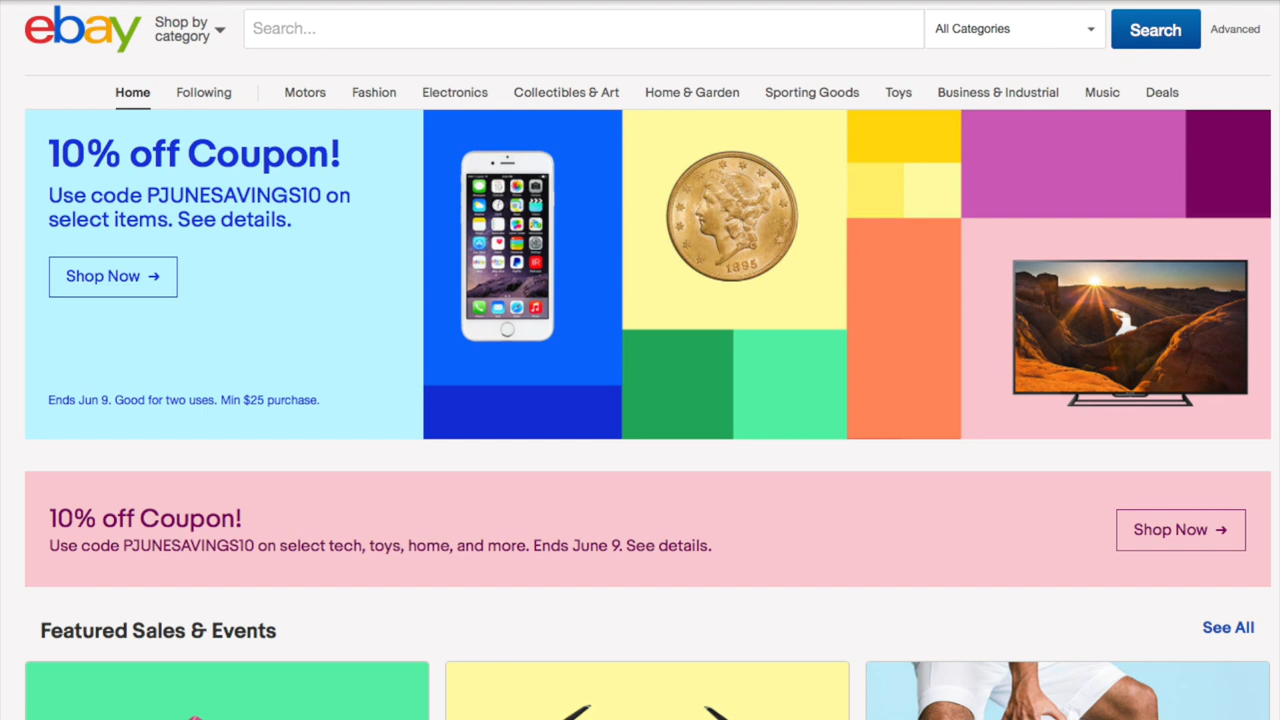 ebay
Shop by
category
Search...
All Categories
Search
Advanced
Home
Following
Motors
Fashion
Electronics
Collectibles & Art
Home & Garden
Sporting Goods
Toys
Business & Industrial
Music
Deals
10% off Coupon!
Use code PJUNESAVINGS10 on
select items. See details.
Shop Now →
Ends Jun 9. Good for two uses. Min $25 purchase.
1895
10% off Coupon!
Use code PJUNESAVINGS10 on select tech, toys, home, and more. Ends June 9. See details.
Shop Now →
Featured Sales & Events
See All